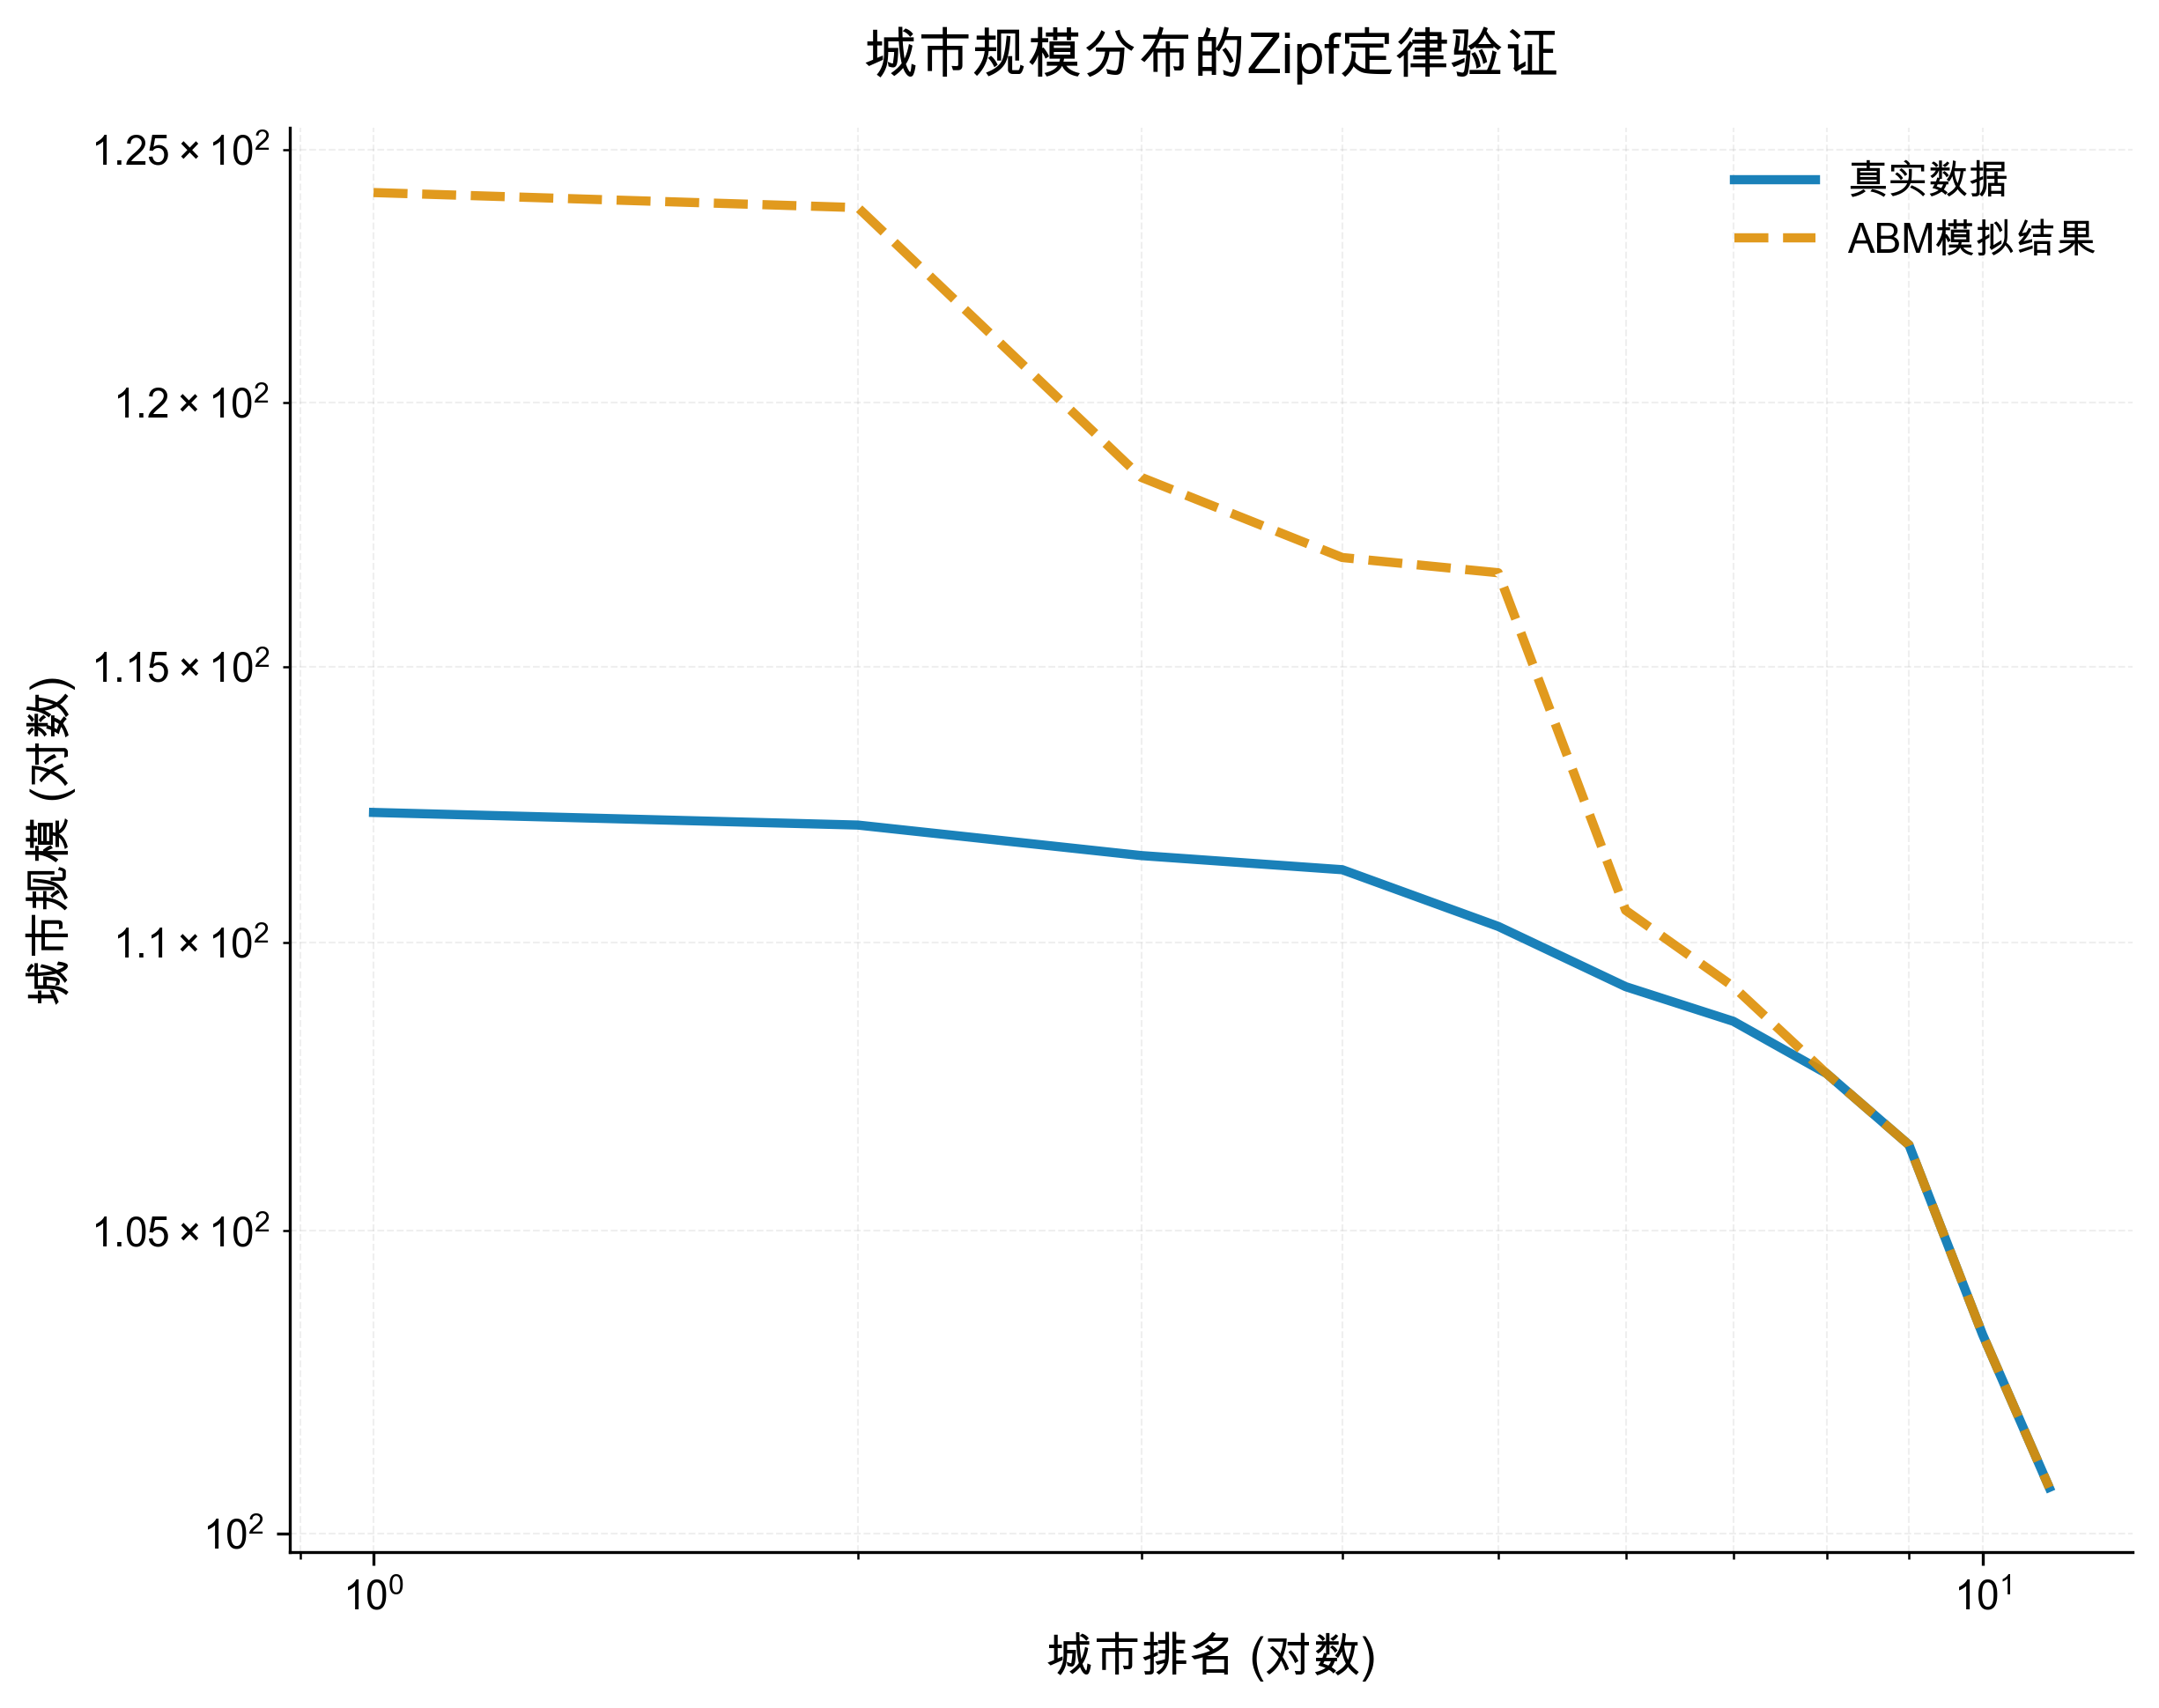 城市规模分布的Zipf定律验证
真实数据
ABM模拟结果
1.25 × 10²
1.2 × 10²
1.15 × 10²
1.1 × 10²
1.05 × 10²
10²
城市规模 (对数)
10⁰
10¹
城市排名 (对数)